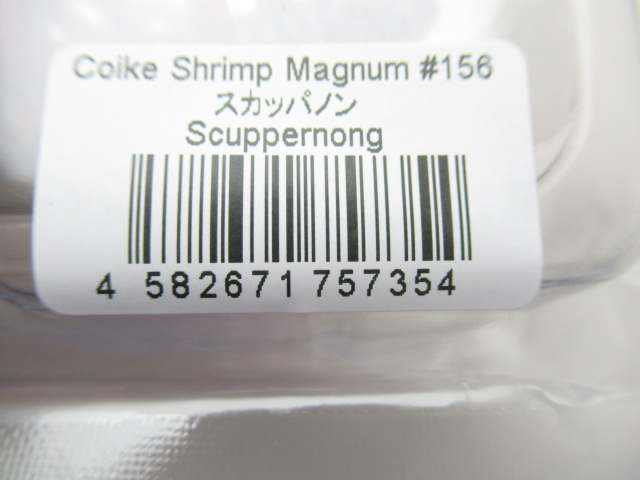 Coike Shrimp Magnum #156
スカッパノン
Scuppernong
4 582671 757354